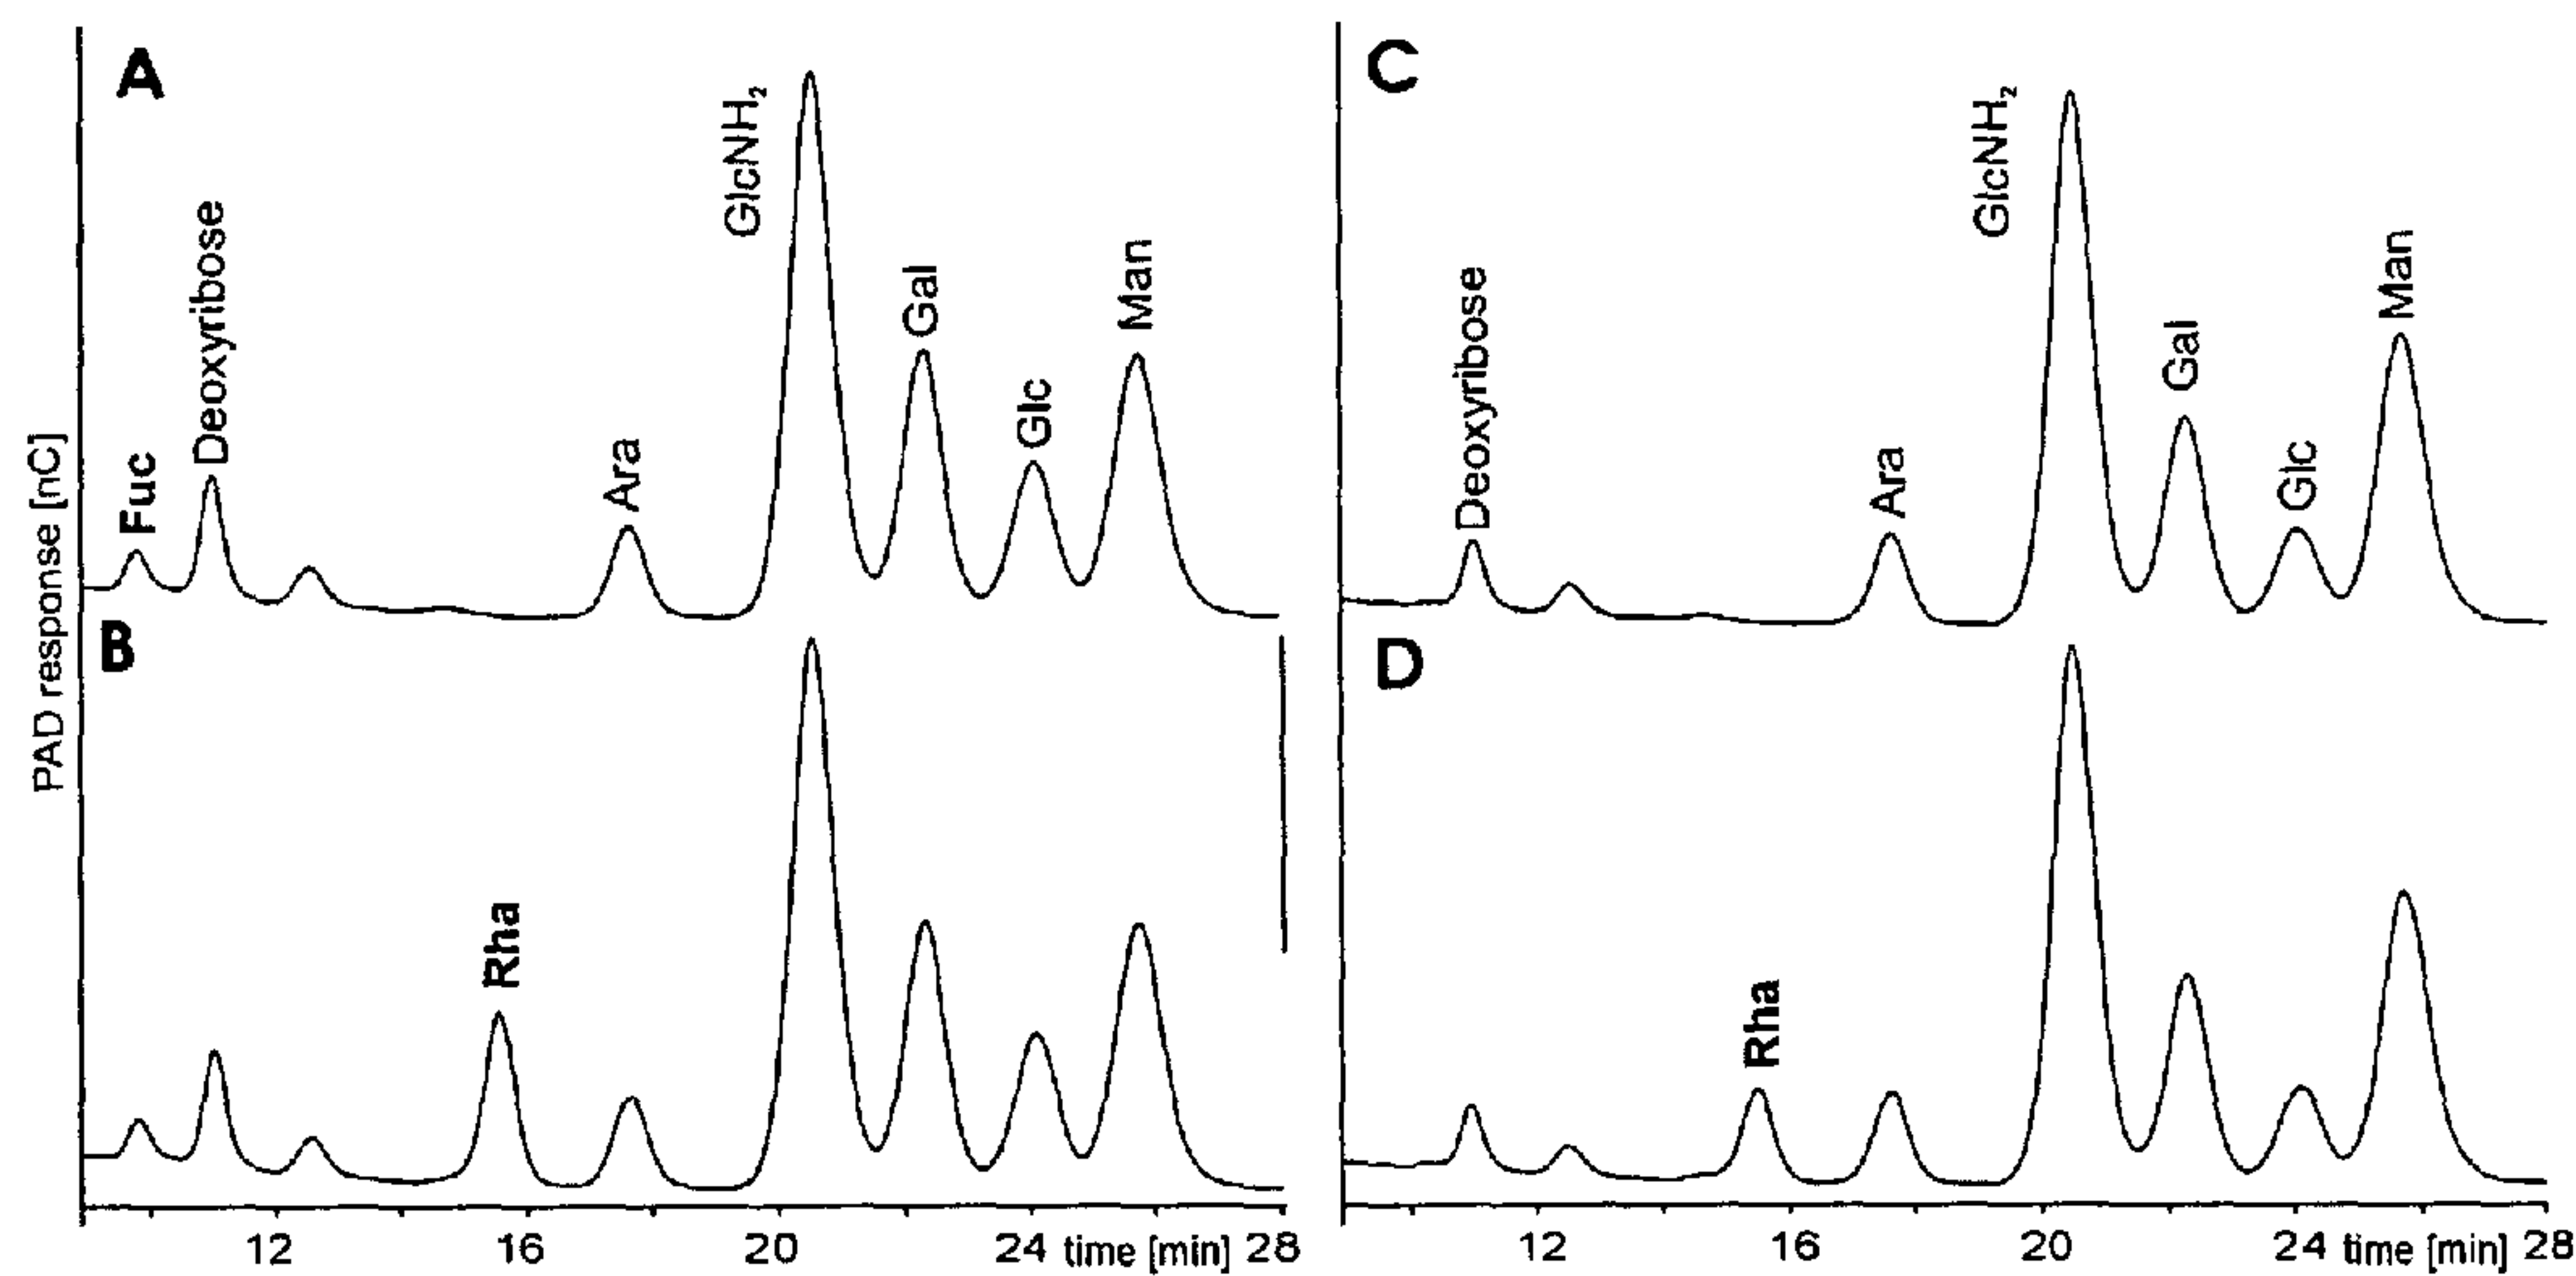 A
Fuc
Deoxyribose
Ara
GlcNH₂
Gal
Glc
Man
C
Deoxyribose
Ara
GlcNH₂
Gal
Glc
Man
PAD response [nC]
B
Rha
12 16 20 24 time [min] 28
D
Rha
12 16 20 24 time [min] 28